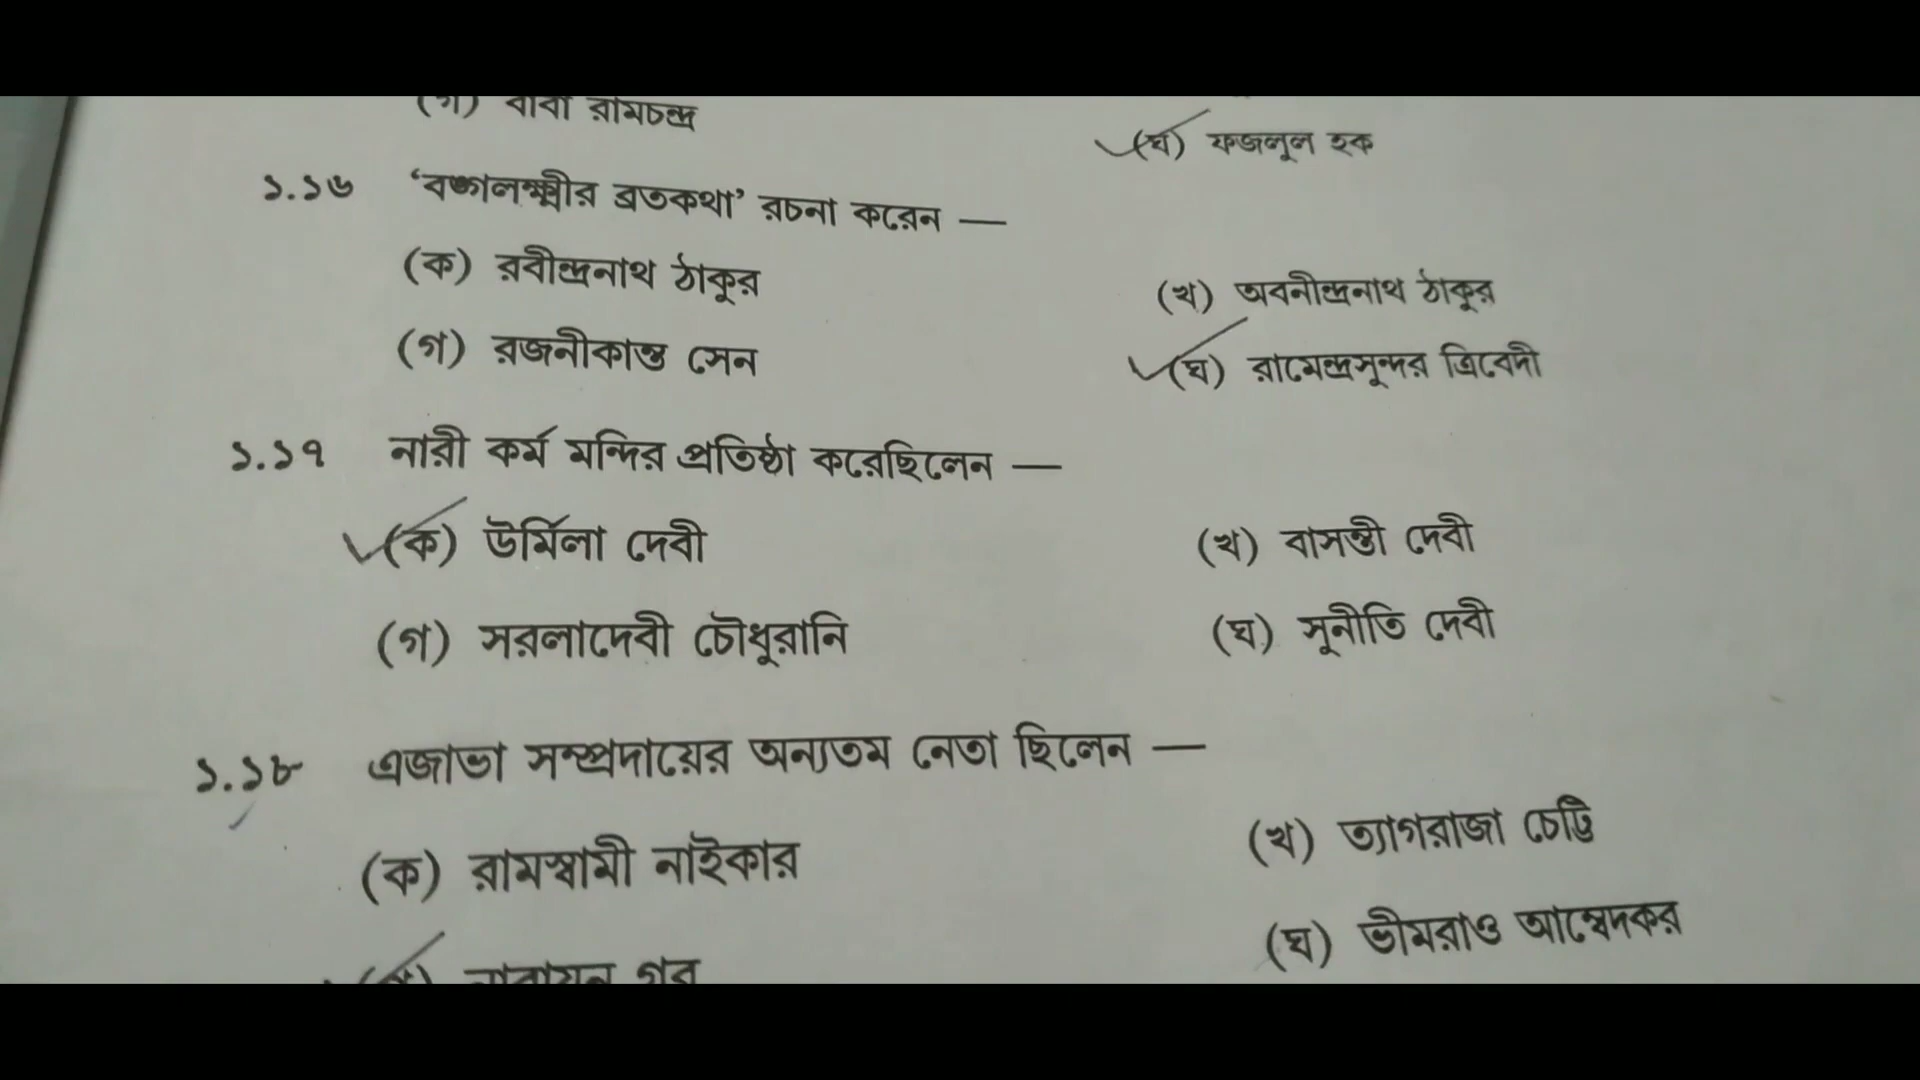 (গ) বাবা রামচন্দ্র
(ঘ) ফজলুল হক
১.১৬ ‘বঙ্গলক্ষ্মীর ব্রতকথা’ রচনা করেন —
(ক) রবীন্দ্রনাথ ঠাকুর
(খ) অবনীন্দ্রনাথ ঠাকুর
(গ) রজনীকান্ত সেন
(ঘ) রামেন্দ্রসুন্দর ত্রিবেদী
১.১৭ নারী কর্ম মন্দির প্রতিষ্ঠা করেছিলেন —
(ক) উর্মিলা দেবী
(খ) বাসন্তী দেবী
(গ) সরলাদেবী চৌধুরানি
(ঘ) সুনীতি দেবী
১.১৮ এজাভা সম্প্রদায়ের অন্যতম নেতা ছিলেন —
(ক) রামস্বামী নাইকার
(খ) ত্যাগরাজা চেট্টি
(ঘ) ভীমরাও আম্বেদকর